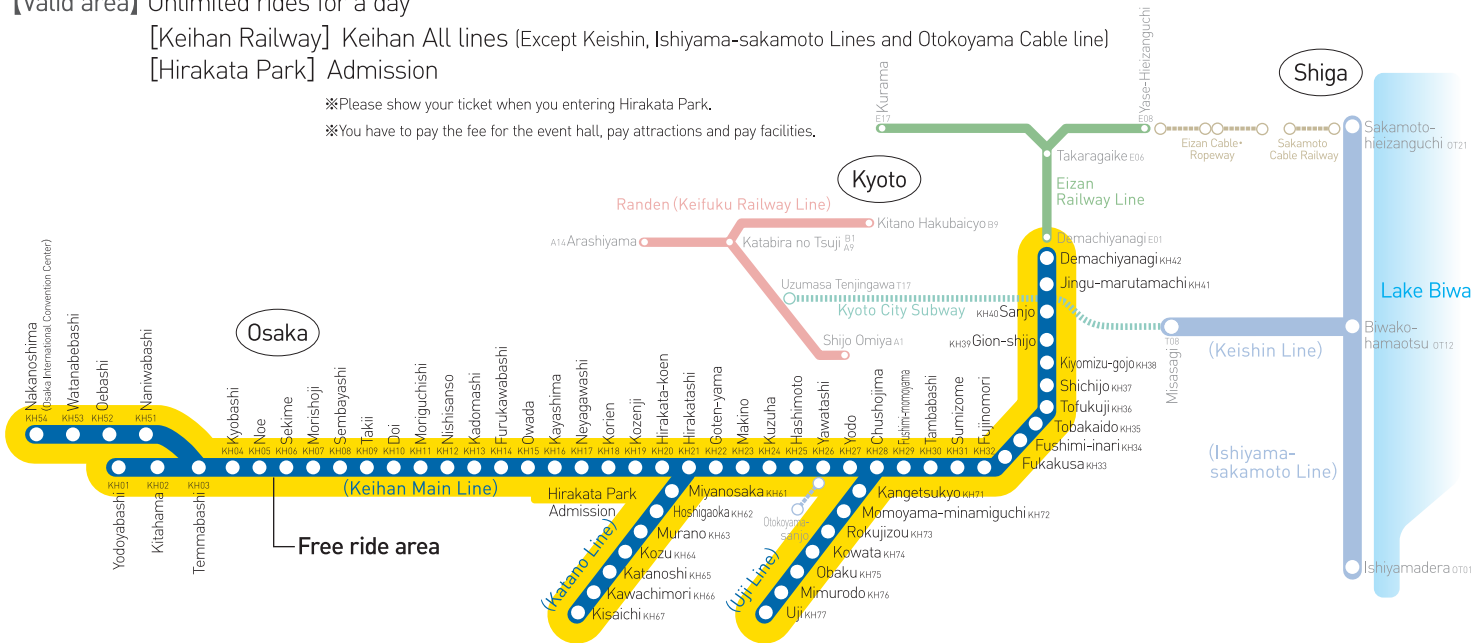 【Valid area】 Unlimited rides for a day
[Keihan Railway] Keihan All lines (Except Keishin, Ishiyama-sakamoto Lines and Otokoyama Cable line)
[Hirakata Park] Admission
※Please show your ticket when you entering Hirakata Park.
※You have to pay the fee for the event hall, pay attractions and pay facilities.
Shiga
Kurama
E17
Yase-Hieizanguchi
E08
Eizan Cable・
Ropeway
Sakamoto
Cable Railway
Sakamoto-
hieizanguchi OT21
Takaragaike E06
Kyoto
Eizan
Railway Line
Randen (Keifuku Railway Line)
Kitano Hakubaicyo B9
A14 Arashiyama
Katabira no Tsuji B1
A9
Demachiyanagi E01
Demachiyanagi KH42
Jingu-marutamachi KH41
Uzumasa Tenjingawa T17
Kyoto City Subway
KH40 Sanjo
Lake Biwa
Shijo Omiya A1
KH39 Gion-shijo
Misasagi
T08
(Keishin Line)
Biwako-
hamaotsu OT12
Kiyomizu-gojo KH38
Shichijo KH37
Tofukuji KH36
Tobakaido KH35
Fushimi-inari KH34
Fukakusa KH33
(Ishiyama-
sakamoto Line)
Ishiyamadera OT01
Osaka
Nakanoshima
(Osaka International Convention Center)
KH54
Watanabebashi
KH53
Oebashi
KH52
Naniwabashi
KH51
KH01
Yodoyabashi
KH02
Kitahama
KH03
Temmabashi
Kyobashi
KH04
Noe
KH05
Sekime
KH06
Morishoji
KH07
Sembayashi
KH08
Takii
KH09
Doi
KH10
Moriguchishi
KH11
Nishisanso
KH12
Kadomashi
KH13
Furukawabashi
KH14
Owada
KH15
Kayashima
KH16
Neyagawashi
KH17
Korien
KH18
Kozenji
KH19
Hirakata-koen
KH20
Hirakatashi
KH21
Goten-yama
KH22
Makino
KH23
Kuzuha
KH24
Hashimoto
KH25
Yawatashi
KH26
Yodo
KH27
Chushojima
KH28
Fushimi-momoyama
KH29
Tambabashi
KH30
Sumizome
KH31
Fujinomori
KH32
(Keihan Main Line)
Free ride area
Hirakata Park
Admission
Miyanosaka KH61
Hoshigaoka KH62
Murano KH63
Kozu KH64
Katanoshi KH65
Kawachimori KH66
Kisaichi KH67
(Katano Line)
Otokoyama-
sanjo
Kangetsukyo KH71
Momoyama-minamiguchi KH72
Rokujizou KH73
Kowata KH74
Obaku KH75
Mimurodo KH76
Uji KH77
(Uji Line)